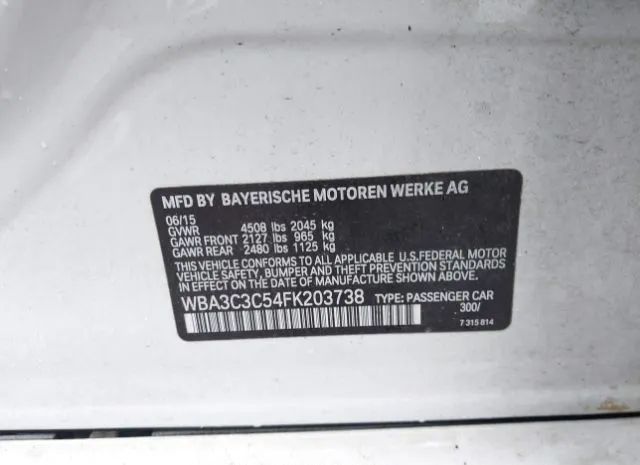 MFD BY BAYERISCHE MOTOREN WERKE AG
06/15
GVWR 4508 lbs 2045 kg
GAWR FRONT 2127 lbs 965 kg
GAWR REAR 2480 lbs 1125 kg
THIS VEHICLE CONFORMS TO ALL APPLICABLE U.S.FEDERAL MOTOR
VEHICLE SAFETY, BUMPER AND THEFT PREVENTION STANDARDS
IN EFFECT ON THE DATE OF MANUFACTURE SHOWN ABOVE.
WBA3C3C54FK203738 TYPE: PASSENGER CAR
300/
7 315 814